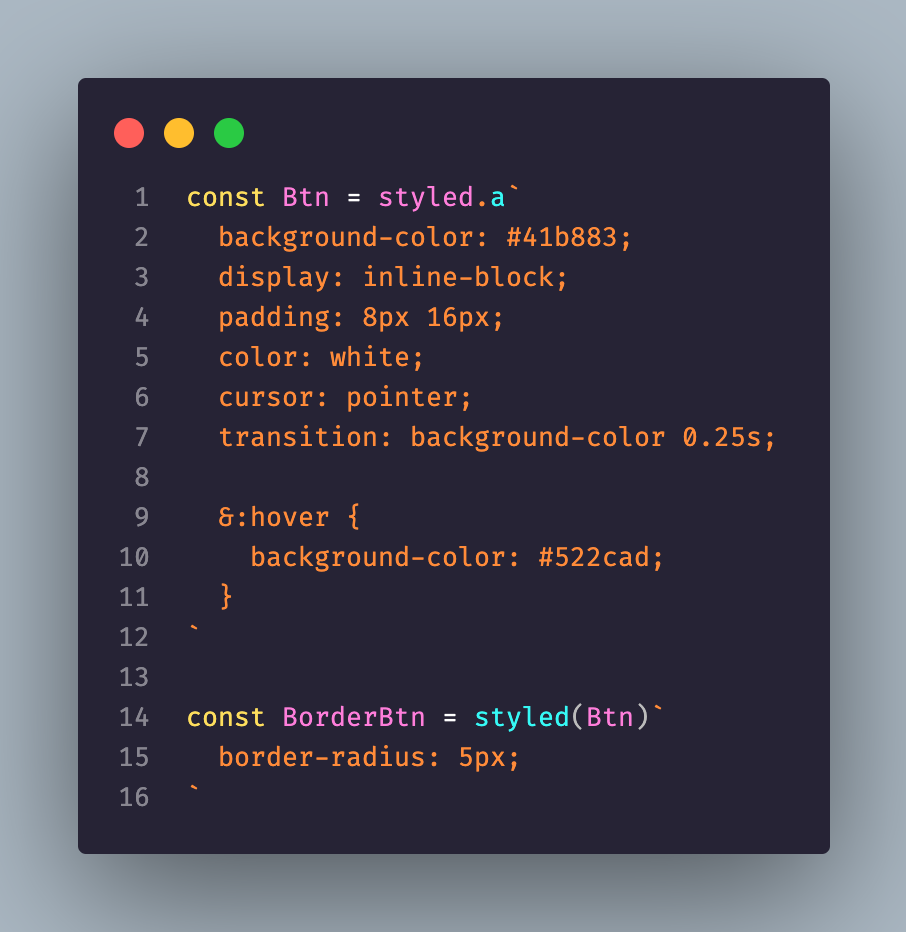 1 const Btn = styled.a`
2   background-color: #41b883;
3   display: inline-block;
4   padding: 8px 16px;
5   color: white;
6   cursor: pointer;
7   transition: background-color 0.25s;
8
9   &:hover {
10     background-color: #522cad;
11   }
12 `
13
14 const BorderBtn = styled(Btn)`
15   border-radius: 5px;
16 `